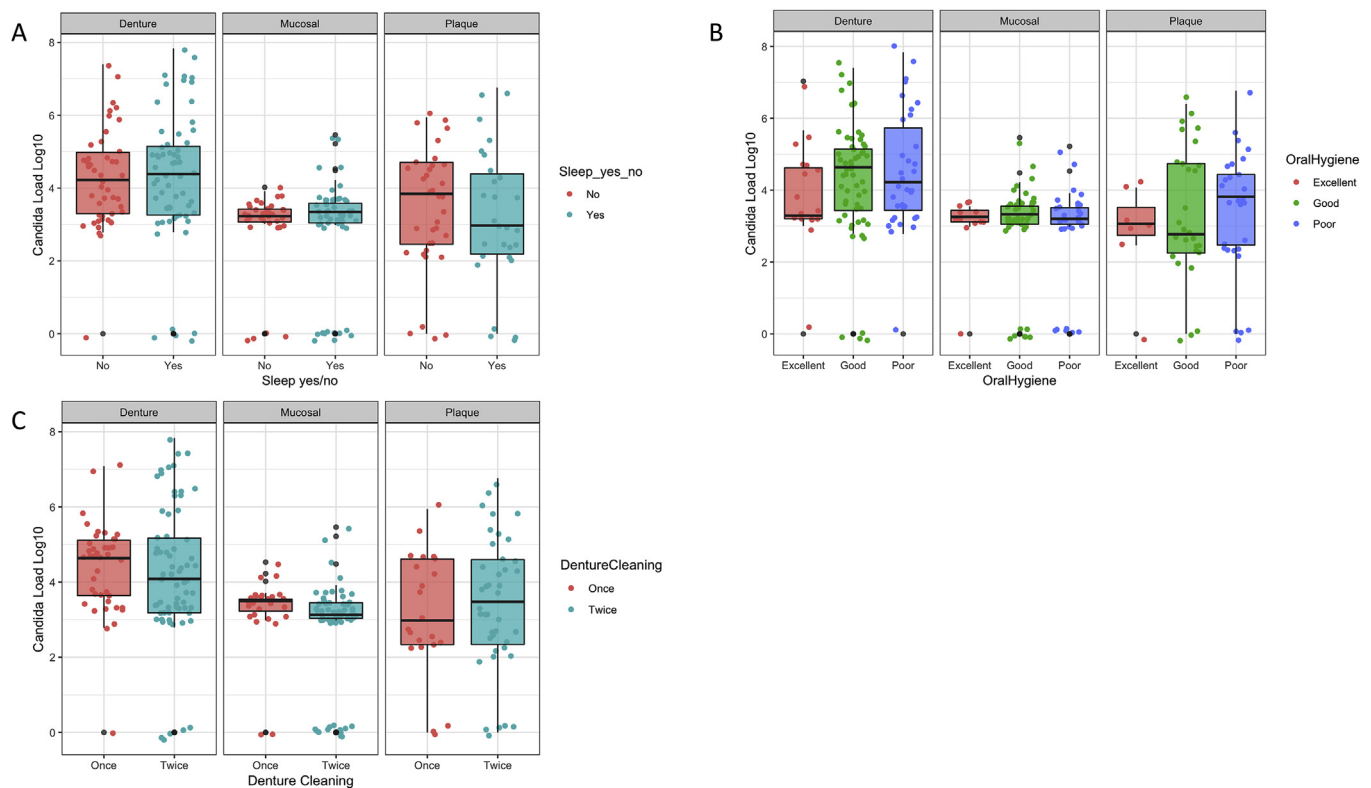 A
Denture Mucosal Plaque
Candida Load Log10
8
6
4
2
0
No Yes No Yes No Yes
Sleep yes/no
Sleep_yes_no
No
Yes
B
Denture Mucosal Plaque
Candida Load Log10
8
6
4
2
0
Excellent Good Poor Excellent Good Poor Excellent Good Poor
OralHygiene
OralHygiene
Excellent
Good
Poor
C
Denture Mucosal Plaque
Candida Load Log10
8
6
4
2
0
Once Twice Once Twice Once Twice
Denture Cleaning
DentureCleaning
Once
Twice